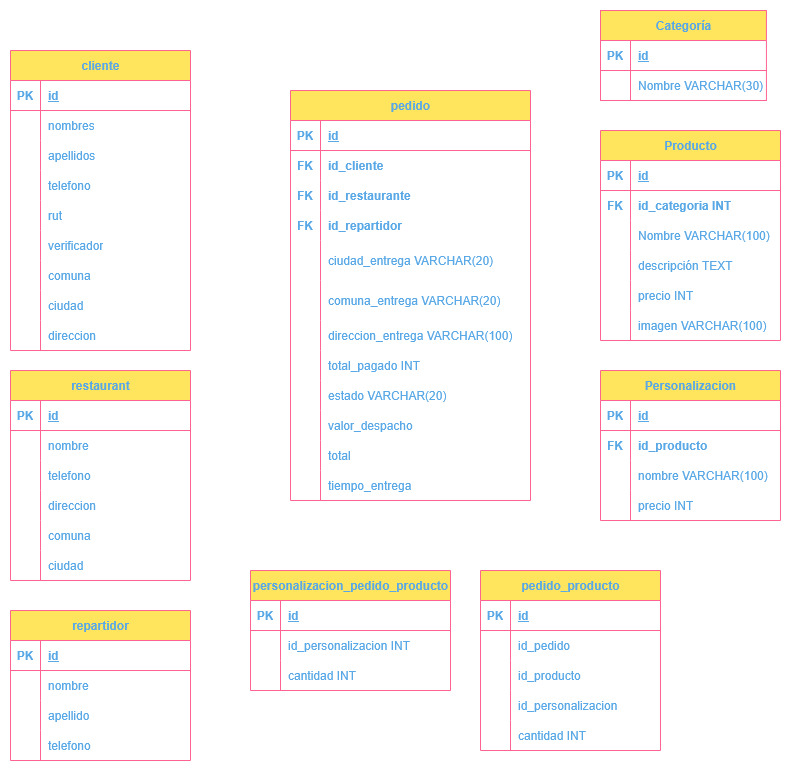 cliente
PK id
nombres
apellidos
telefono
rut
verificador
comuna
ciudad
direccion
restaurant
PK id
nombre
telefono
direccion
comuna
ciudad
repartidor
PK id
nombre
apellido
telefono
pedido
PK id
FK id_cliente
FK id_restaurante
FK id_repartidor
ciudad_entrega VARCHAR(20)
comuna_entrega VARCHAR(20)
direccion_entrega VARCHAR(100)
total_pagado INT
estado VARCHAR(20)
valor_despacho
total
tiempo_entrega
personalizacion_pedido_producto
PK id
id_personalizacion INT
cantidad INT
pedido_producto
PK id
id_pedido
id_producto
id_personalizacion
cantidad INT
Categoría
PK id
Nombre VARCHAR(30)
Producto
PK id
FK id_categoria INT
Nombre VARCHAR(100)
descripción TEXT
precio INT
imagen VARCHAR(100)
Personalizacion
PK id
FK id_producto
nombre VARCHAR(100)
precio INT